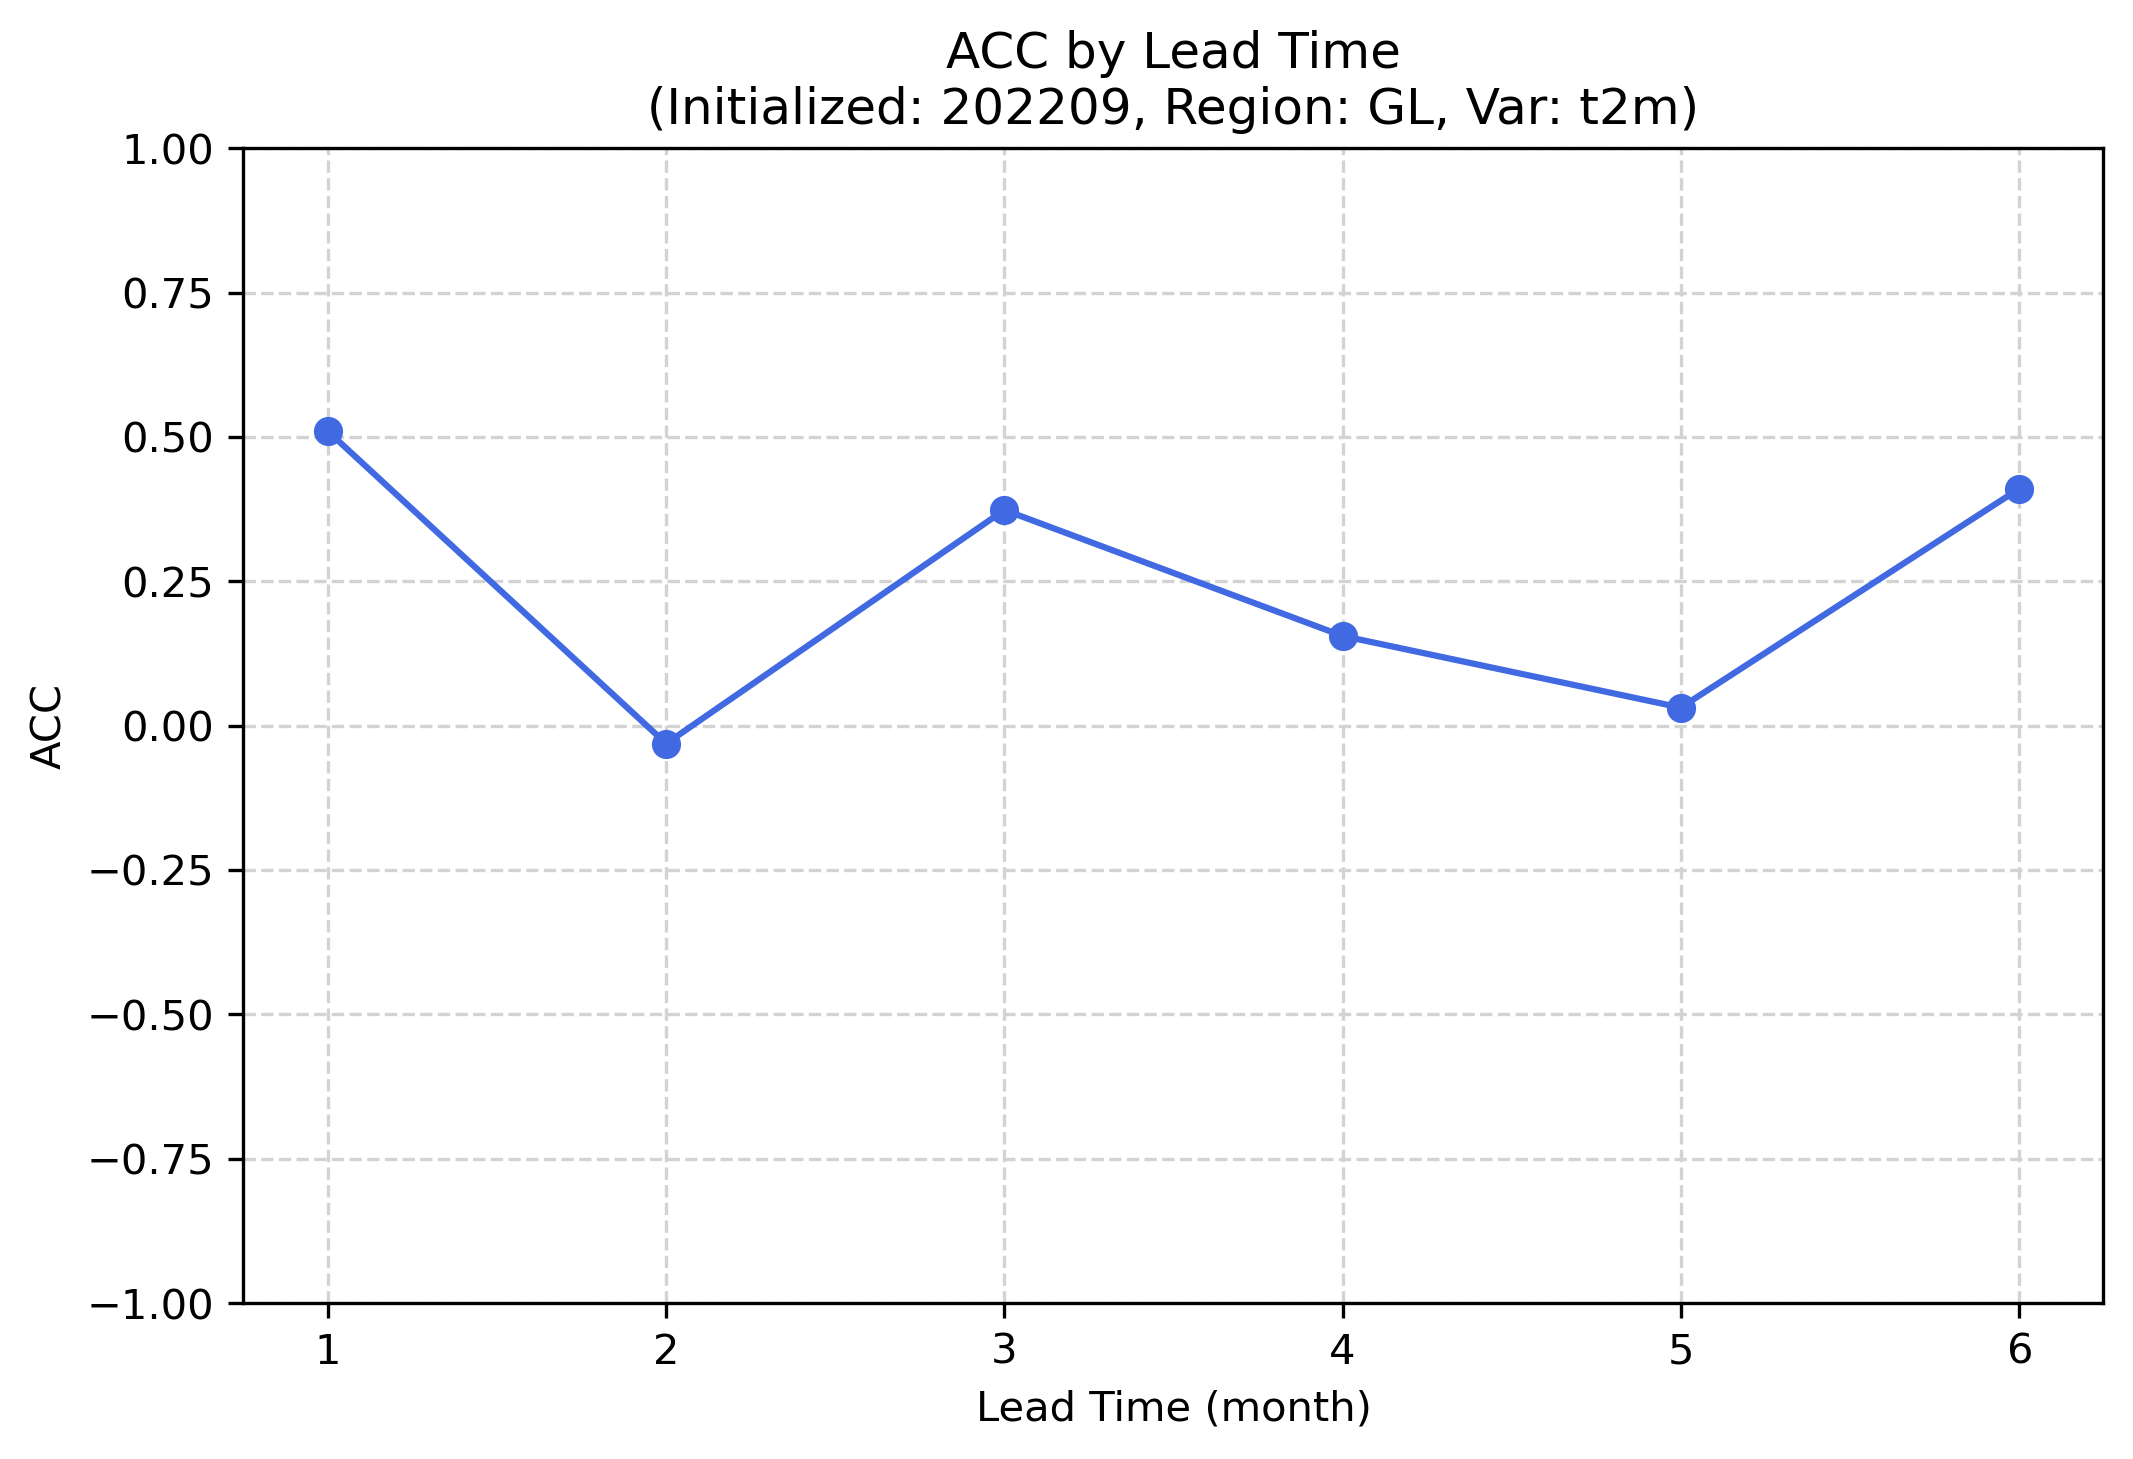 ACC by Lead Time
(Initialized: 202209, Region: GL, Var: t2m)
1.00
0.75
0.50
0.25
0.00
−0.25
−0.50
−0.75
−1.00
ACC
1 2 3 4 5 6
Lead Time (month)